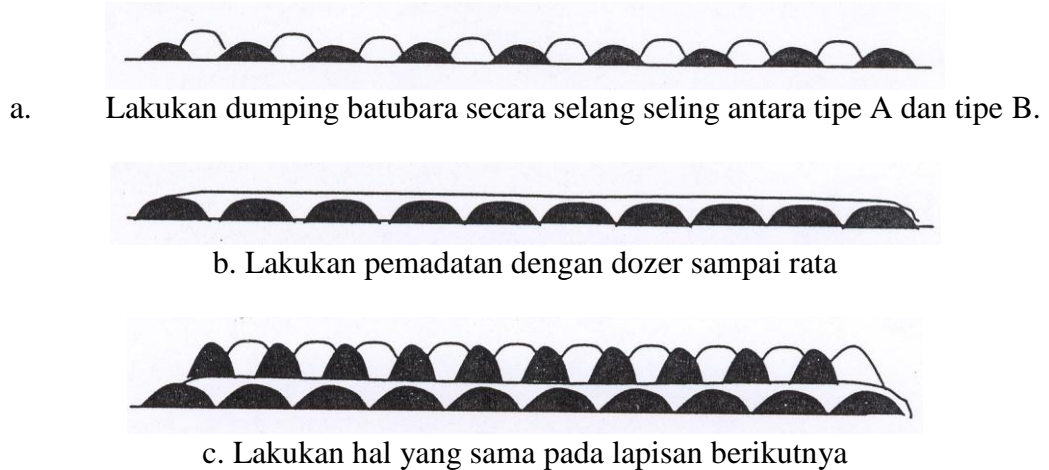 a. Lakukan dumping batubara secara selang seling antara tipe A dan tipe B.
b. Lakukan pemadatan dengan dozer sampai rata
c. Lakukan hal yang sama pada lapisan berikutnya